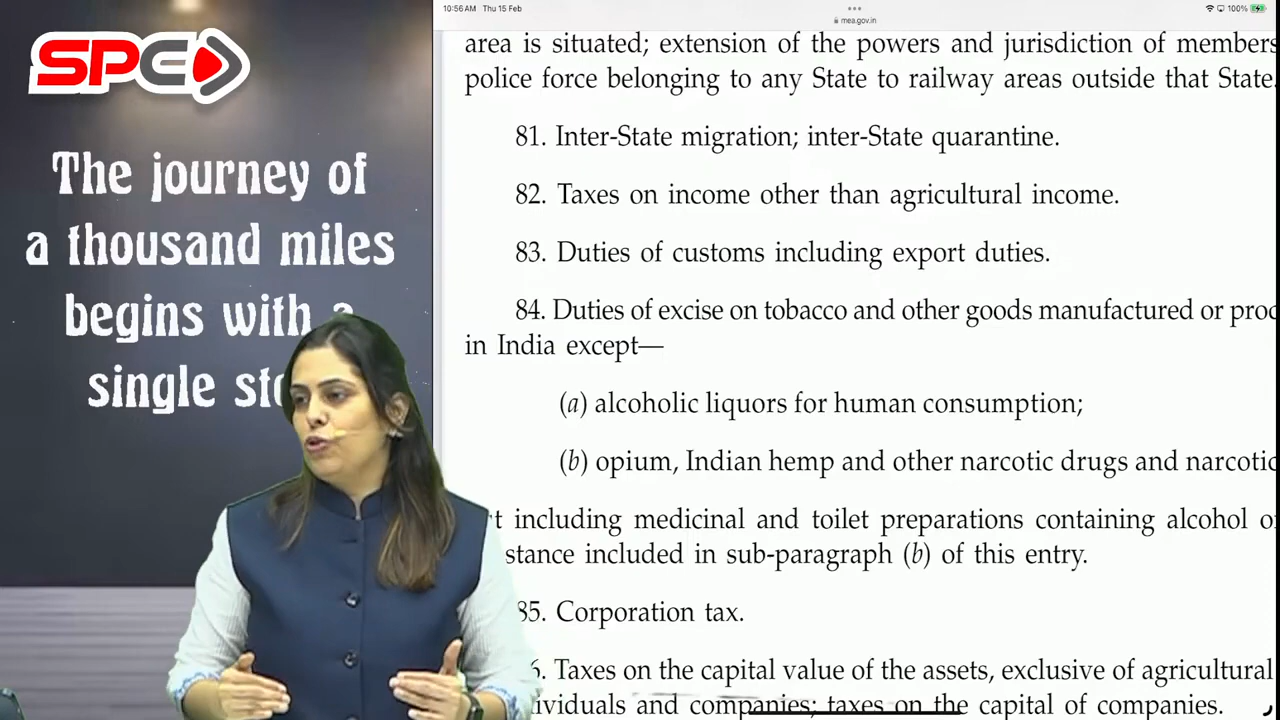 10:56 AM Thu 15 Feb
mea.gov.in
100%
SPE
The journey of
a thousand miles
begins with a
single
area is situated; extension of the powers and jurisdiction of members
police force belonging to any State to railway areas outside that State.
81. Inter-State migration; inter-State quarantine.
82. Taxes on income other than agricultural income.
83. Duties of customs including export duties.
84. Duties of excise on tobacco and other goods manufactured or
in India except—
(a) alcoholic liquors for human consumption;
(b) opium, Indian hemp and other narcotic drugs and
including medicinal and toilet preparations containing alcohol
included in sub-paragraph (b) of this entry.
85. Corporation tax.
Taxes on the capital value of the assets, exclusive of agricultural
and companies; taxes on the capital of companies.